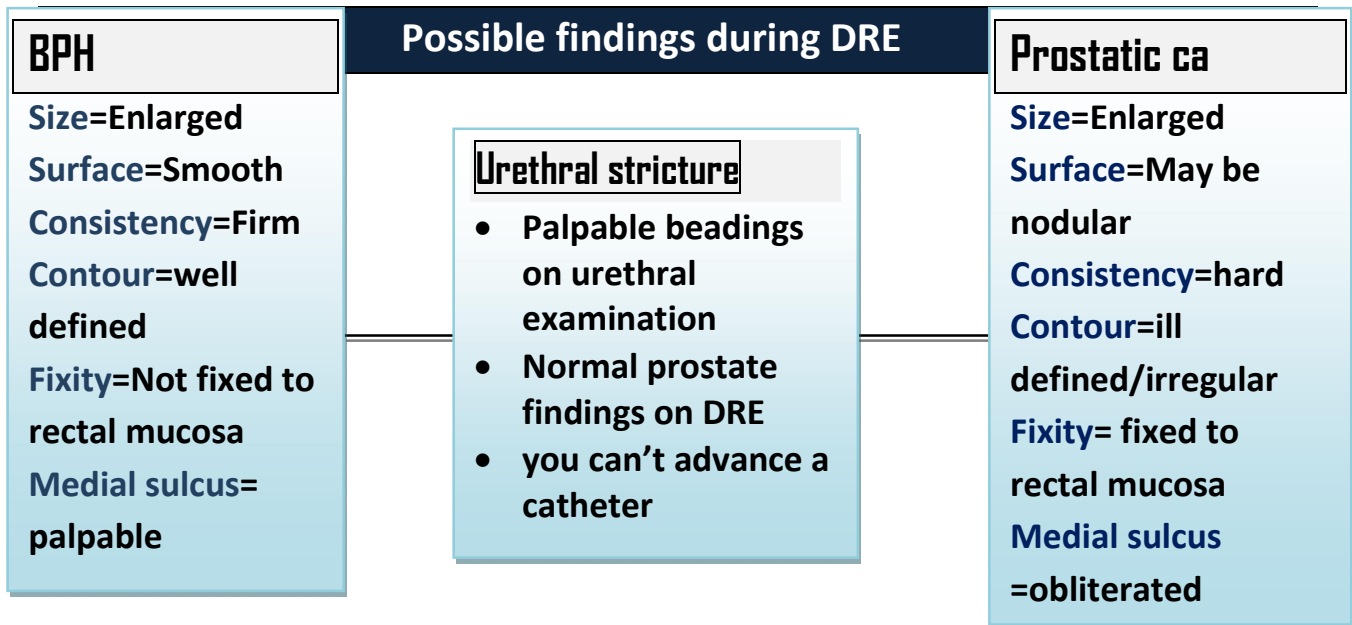 Possible findings during DRE
BPH
Size=Enlarged
Surface=Smooth
Consistency=Firm
Contour=well
defined
Fixity=Not fixed to
rectal mucosa
Medial sulcus=
palpable
Urethral stricture
• Palpable beadings
on urethral
examination
• Normal prostate
findings on DRE
• you can’t advance a
catheter
Prostatic ca
Size=Enlarged
Surface=May be
nodular
Consistency=hard
Contour=ill
defined/irregular
Fixity= fixed to
rectal mucosa
Medial sulcus
=obliterated